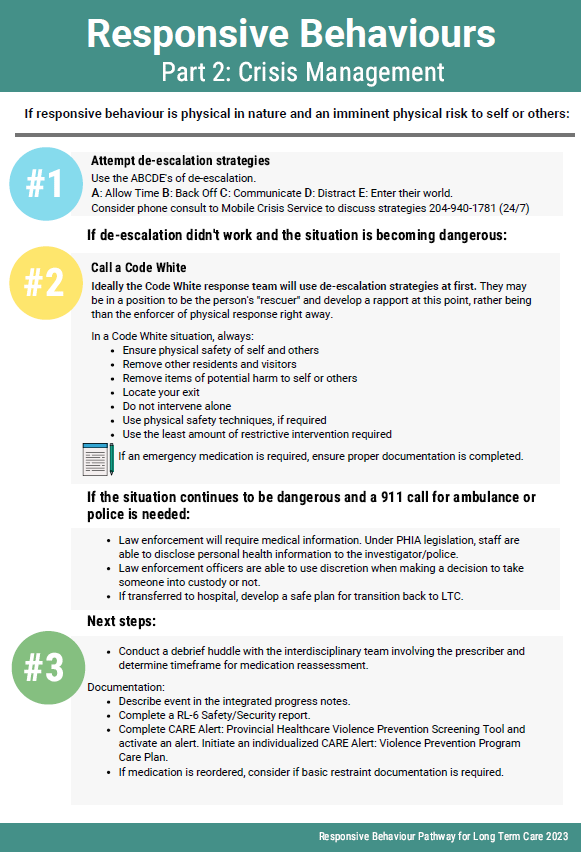 Responsive Behaviours
Part 2: Crisis Management
If responsive behaviour is physical in nature and an imminent physical risk to self or others:
#1
Attempt de-escalation strategies
Use the ABCDE's of de-escalation.
A: Allow Time B: Back Off C: Communicate D: Distract E: Enter their world.
Consider phone consult to Mobile Crisis Service to discuss strategies 204-940-1781 (24/7)
If de-escalation didn't work and the situation is becoming dangerous:
#2
Call a Code White
Ideally the Code White response team will use de-escalation strategies at first. They may
be in a position to be the person's "rescuer" and develop a rapport at this point, rather being
than the enforcer of physical response right away.
In a Code White situation, always:
• Ensure physical safety of self and others
• Remove other residents and visitors
• Remove items of potential harm to self or others
• Locate your exit
• Do not intervene alone
• Use physical safety techniques, if required
• Use the least amount of restrictive intervention required
If an emergency medication is required, ensure proper documentation is completed.
If the situation continues to be dangerous and a 911 call for ambulance or
police is needed:
• Law enforcement will require medical information. Under PHIA legislation, staff are
able to disclose personal health information to the investigator/police.
• Law enforcement officers are able to use discretion when making a decision to take
someone into custody or not.
• If transferred to hospital, develop a safe plan for transition back to LTC.
Next steps:
#3
• Conduct a debrief huddle with the interdisciplinary team involving the prescriber and
determine timeframe for medication reassessment.
Documentation:
• Describe event in the integrated progress notes.
• Complete a RL-6 Safety/Security report.
• Complete CARE Alert: Provincial Healthcare Violence Prevention Screening Tool and
activate an alert. Initiate an individualized CARE Alert: Violence Prevention Program
Care Plan.
• If medication is reordered, consider if basic restraint documentation is required.
Responsive Behaviour Pathway for Long Term Care 2023